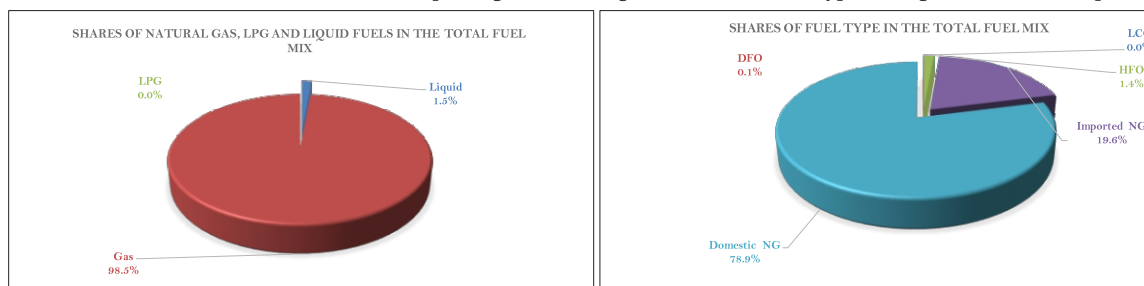 SHARES OF NATURAL GAS, LPG AND LIQUID FUELS IN THE TOTAL FUEL
MIX
LPG
0.0%
Liquid
1.5%
Gas
98.5%
SHARES OF FUEL TYPE IN THE TOTAL FUEL MIX
DFO
0.1%
0.0%
HFO
1.4%
Imported NG
19.6%
Domestic NG
78.9%